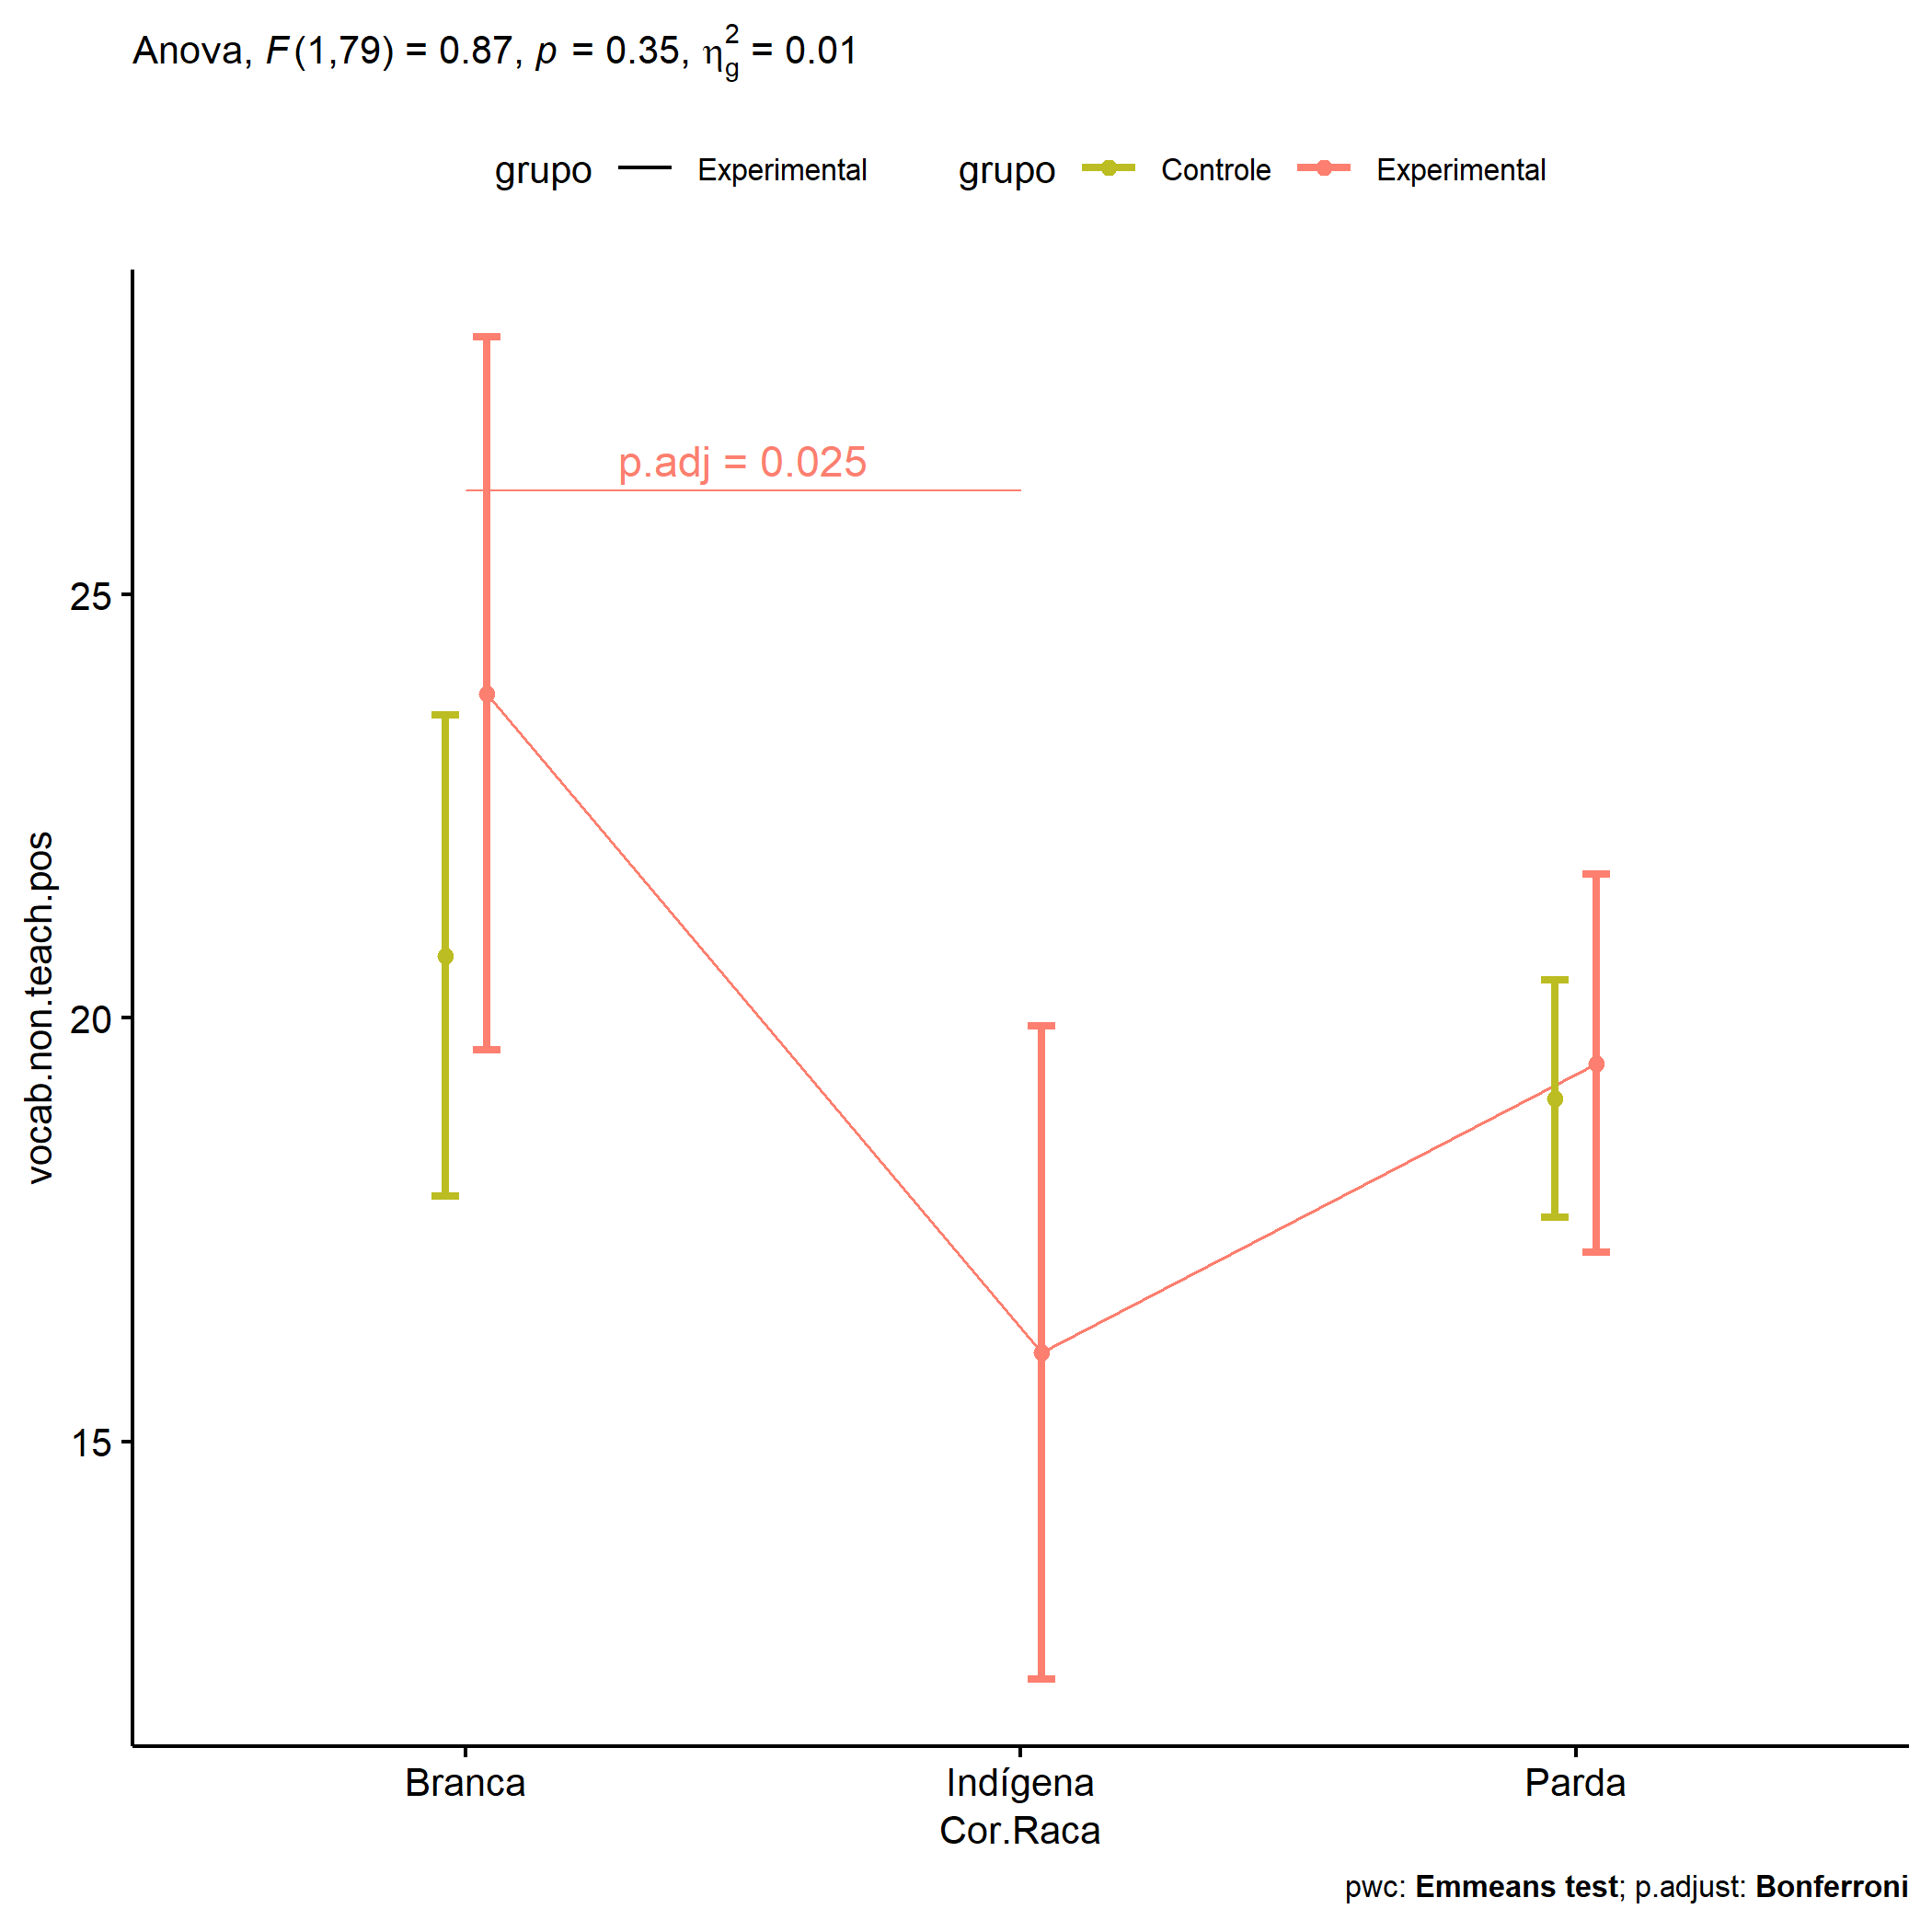 Anova, F(1,79) = 0.87, p = 0.35, η²g = 0.01
grupo Experimental grupo Controle Experimental
p.adj = 0.025
25
20
15
vocab.non.teach.pos
Branca Indígena Parda
Cor.Raca
pwc: Emmeans test; p.adjust: Bonferroni